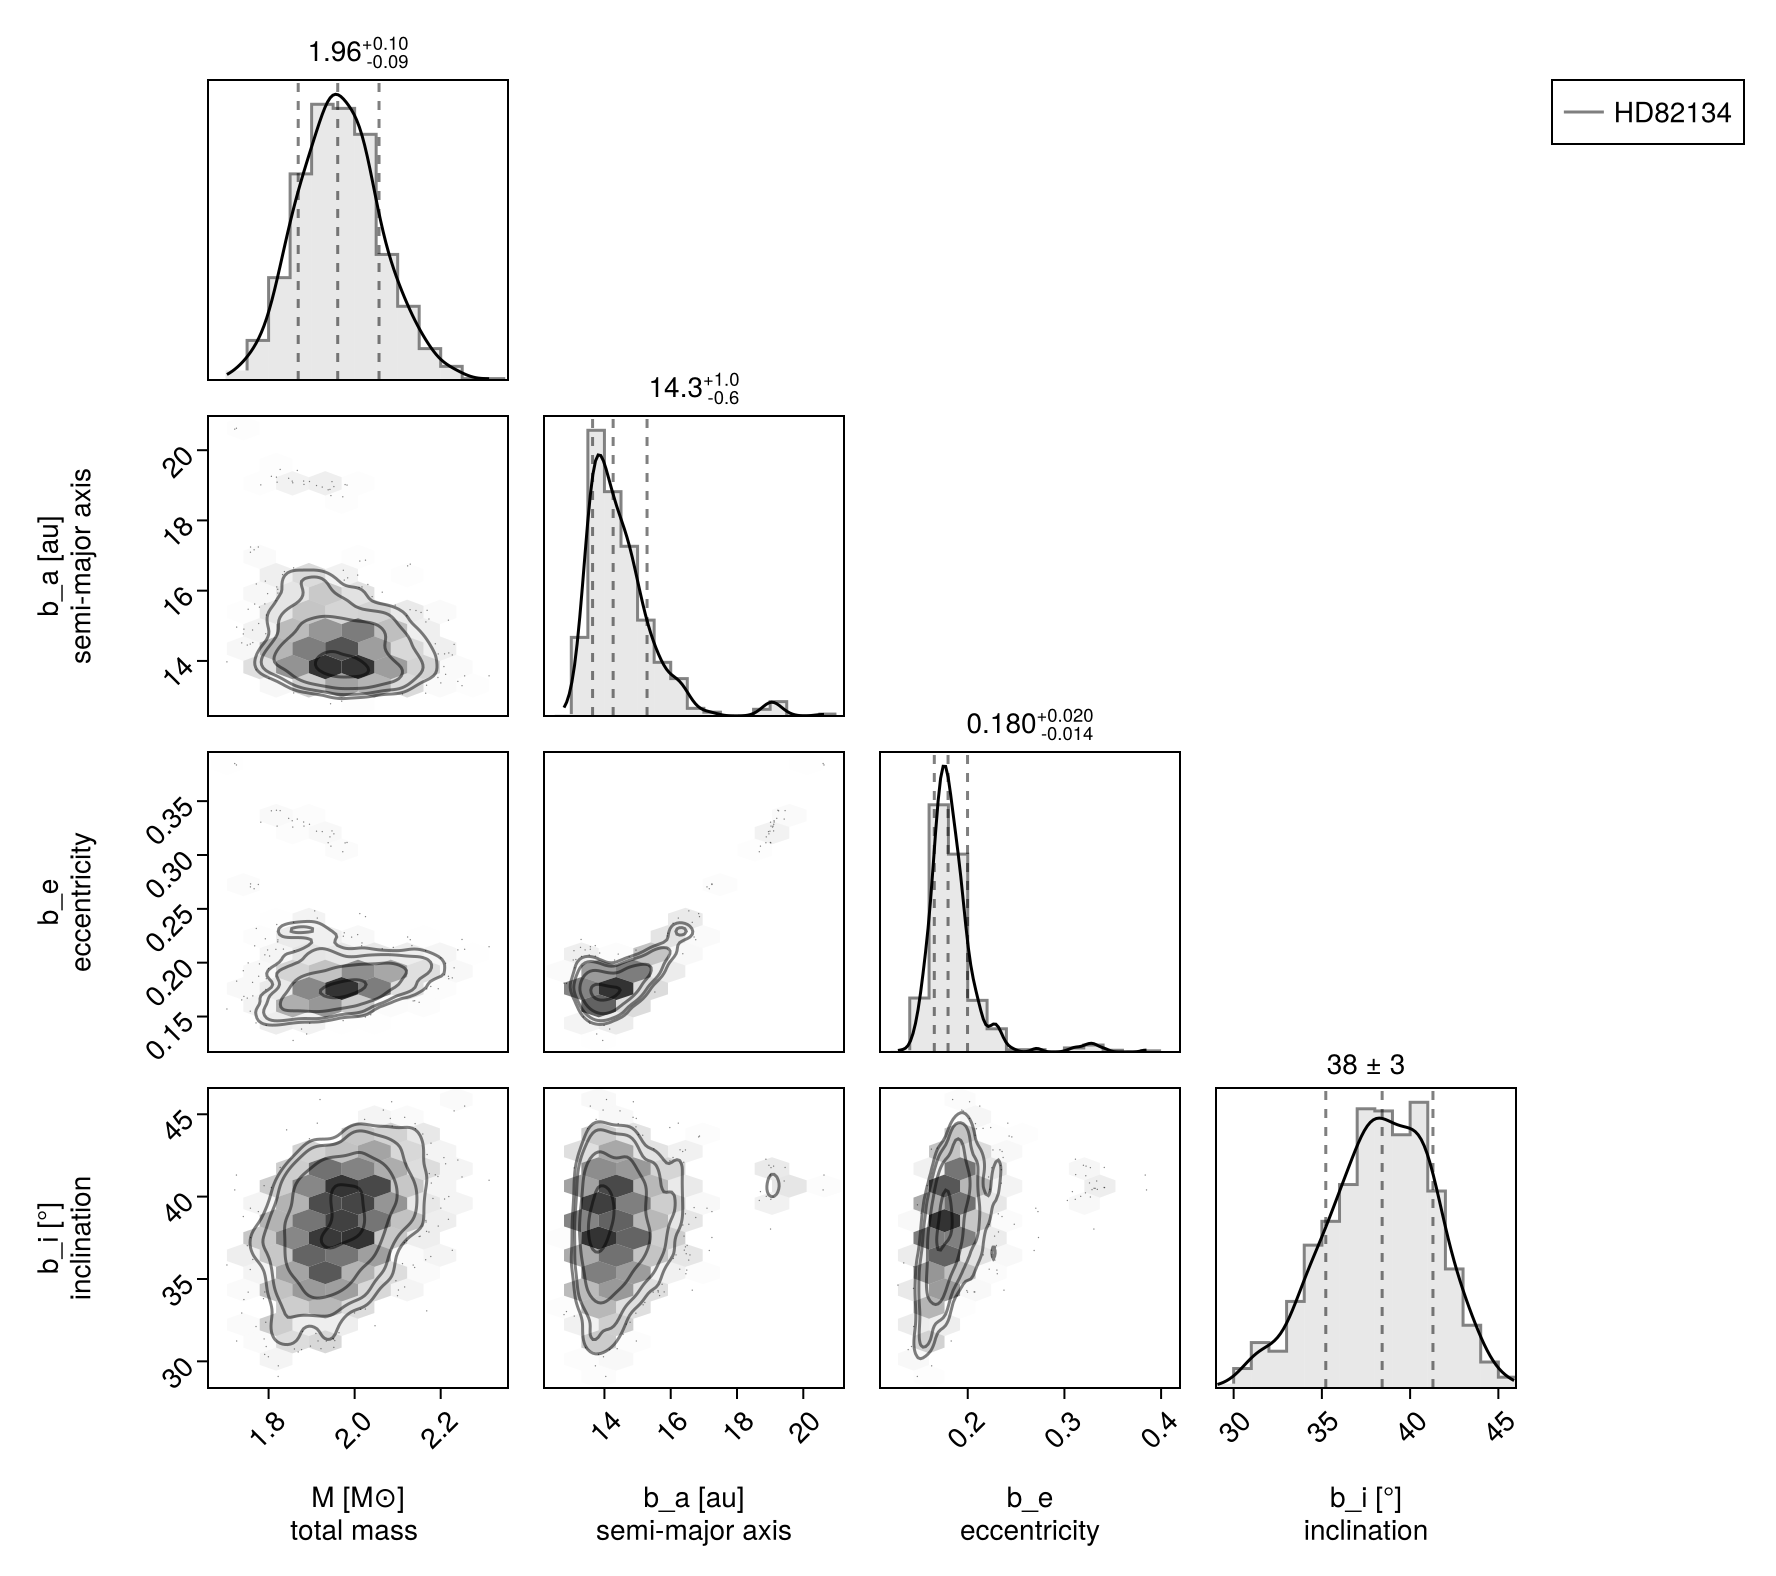 1.96+0.10
-0.09
HD82134
14.3+1.0
-0.6
20
18
16
14
b_a [au]
semi-major axis
0.180+0.020
-0.014
0.35
0.30
0.25
0.20
0.15
b_e
eccentricity
38 ± 3
45
40
35
30
b_i [°]
inclination
1.8 2.0 2.2
14 16 18 20
0.2 0.3 0.4
30 35 40 45
M [M⊙]
total mass
b_a [au]
semi-major axis
b_e
eccentricity
b_i [°]
inclination